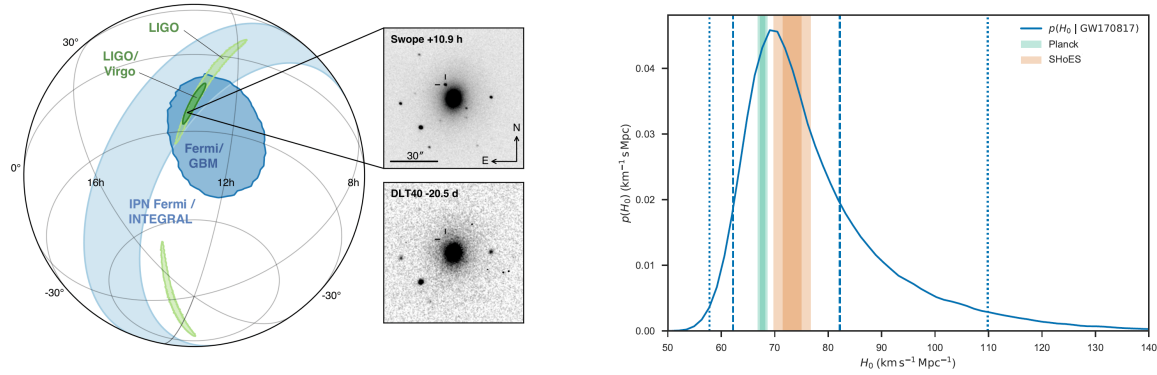 LIGO
LIGO/
Virgo
Fermi/
GBM
IPN Fermi /
INTEGRAL
30°
0°
-30°
-30°
16h
12h
8h
Swope +10.9 h
30″
N
E
DLT40 -20.5 d
p(H₀ | GW170817)
Planck
SHoES
p(H₀) (km⁻¹ s Mpc)
0.04
0.03
0.02
0.01
0.00
50 60 70 80 90 100 110 120 130 140
H₀ (km s⁻¹ Mpc⁻¹)